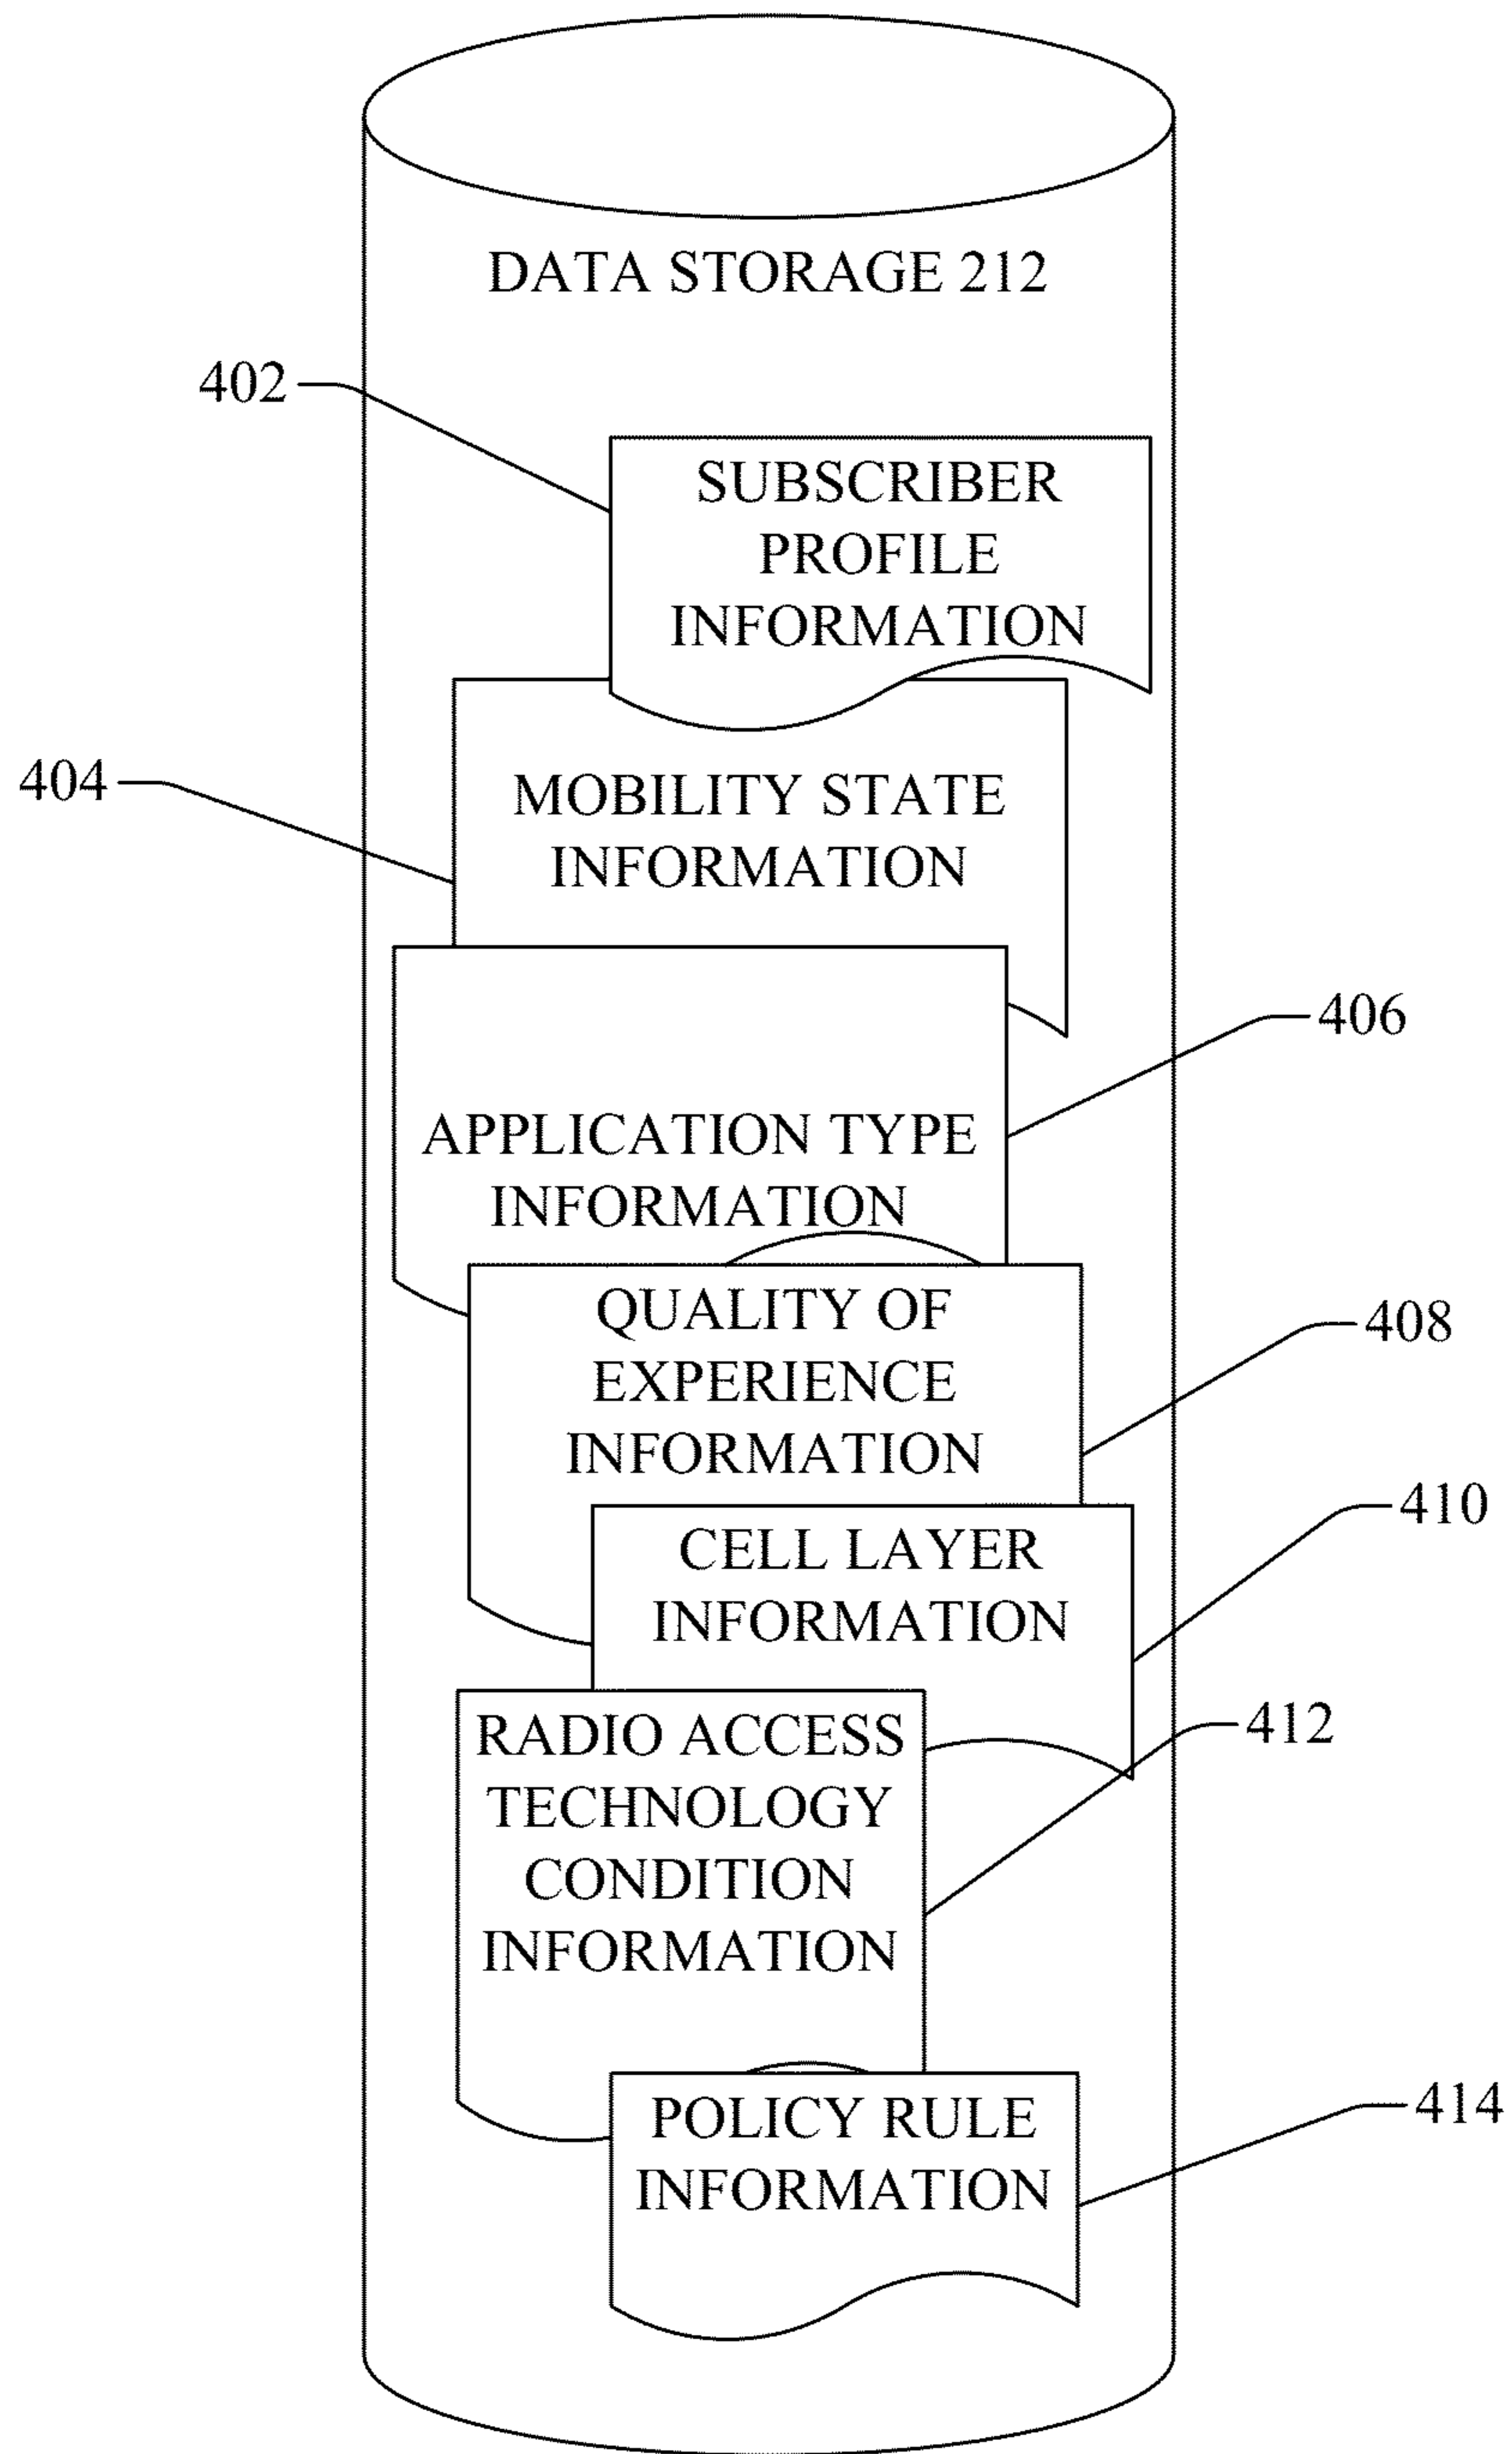 DATA STORAGE 212
402
SUBSCRIBER
PROFILE
INFORMATION
404
MOBILITY STATE
INFORMATION
406
APPLICATION TYPE
INFORMATION
QUALITY OF
EXPERIENCE
INFORMATION
408
410
CELL LAYER
INFORMATION
RADIO ACCESS
TECHNOLOGY
CONDITION
INFORMATION
412
POLICY RULE
INFORMATION
414